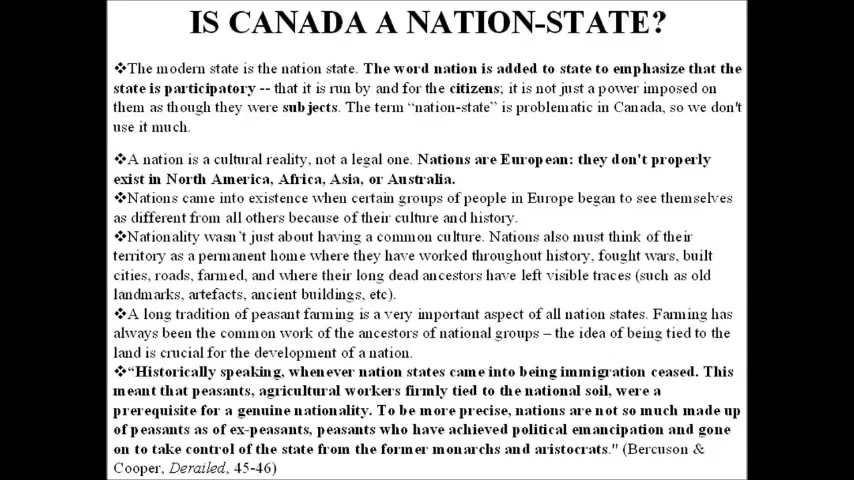 IS CANADA A NATION-STATE?
❖The modern state is the nation state. The word nation is added to state to emphasize that the
state is participatory -- that it is run by and for the citizens; it is not just a power imposed on
them as though they were subjects. The term “nation-state” is problematic in Canada, so we don't
use it much.
❖A nation is a cultural reality, not a legal one. Nations are European: they don't properly
exist in North America, Africa, Asia, or Australia.
❖Nations came into existence when certain groups of people in Europe began to see themselves
as different from all others because of their culture and history.
❖Nationality wasn't just about having a common culture. Nations also must think of their
territory as a permanent home where they have worked throughout history, fought wars, built
cities, roads, farmed, and where their long dead ancestors have left visible traces (such as old
landmarks, artefacts, ancient buildings, etc).
❖A long tradition of peasant farming is a very important aspect of all nation states. Farming has
always been the common work of the ancestors of national groups – the idea of being tied to the
land is crucial for the development of a nation.
❖“Historically speaking, whenever nation states came into being immigration ceased. This
meant that peasants, agricultural workers firmly tied to the national soil, were a
prerequisite for a genuine nationality. To be more precise, nations are not so much made up
of peasants as of ex-peasants, peasants who have achieved political emancipation and gone
on to take control of the state from the former monarchs and aristocrats." (Bercuson &
Cooper, Derailed, 45-46)